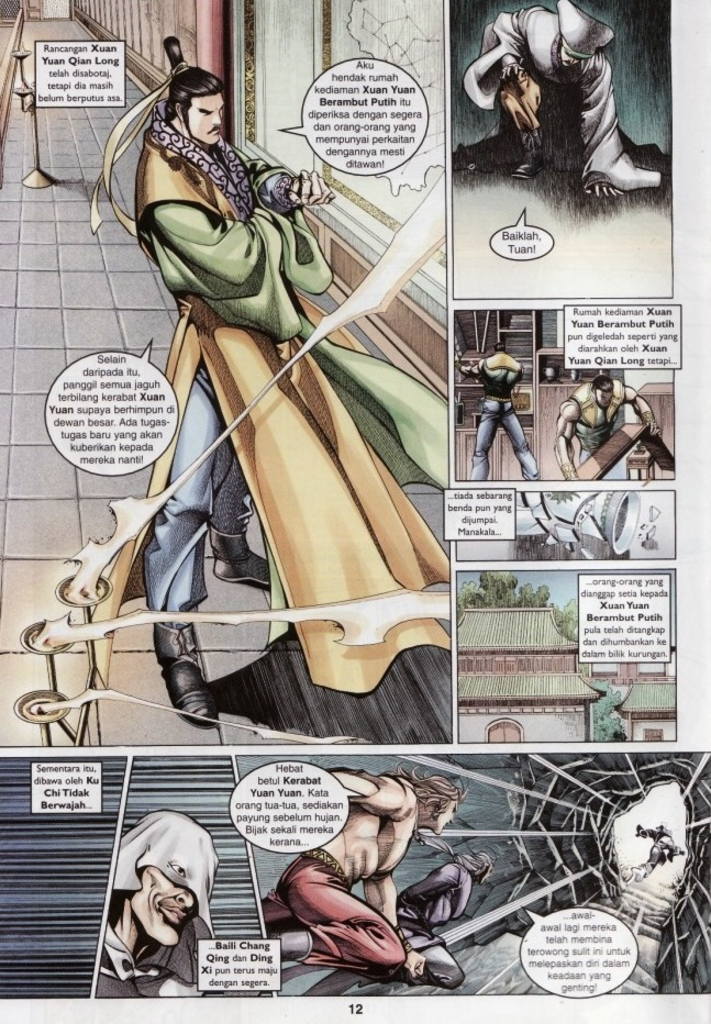 Rancangan Xuan
Yuan Qian Long
telah disabotaj,
tetapi dia masih
belum berputus asa.
Aku
hendak rumah
kediaman Xuan Yuan
Berambut Putih itu
diperiksa dengan segera
dan orang-orang yang
mempunyai perkaitan
dengannya mesti
ditawan!
Baiklah,
Tuan!
Selain
daripada itu,
panggil semua jaguh
terbilang kerabat Xuan
Yuan supaya berhimpun di
dewan besar. Ada tugas-
tugas baru yang akan
kuberikan kepada
mereka nanti!
Rumah kediaman Xuan
Yuan Berambut Putih
pun digeledah seperti yang
diarahkan oleh Xuan
Yuan Qian Long tetapi...
...tiada sebarang
benda pun yang
dijumpai.
Manakala...
...orang-orang yang
dianggap setia kepada
Xuan Yuan
Berambut Putih
pula telah ditangkap
dan dihumbankan ke
dalam bilik kurungan.
Sementara itu,
dibawa oleh Ku
Chi Tidak
Berwajah...
...Baili Chang
Qing dan Ding
Xi pun terus maju
dengan segera.
Hebat
betul Kerabat
Yuan Yuan. Kata
orang tua-tua, sediakan
payung sebelum hujan.
Bijak sekali mereka
kerana...
...awal-
awal lagi mereka
telah membina
terowong sulit ini untuk
melepaskan diri dalam
keadaan yang
genting!
12